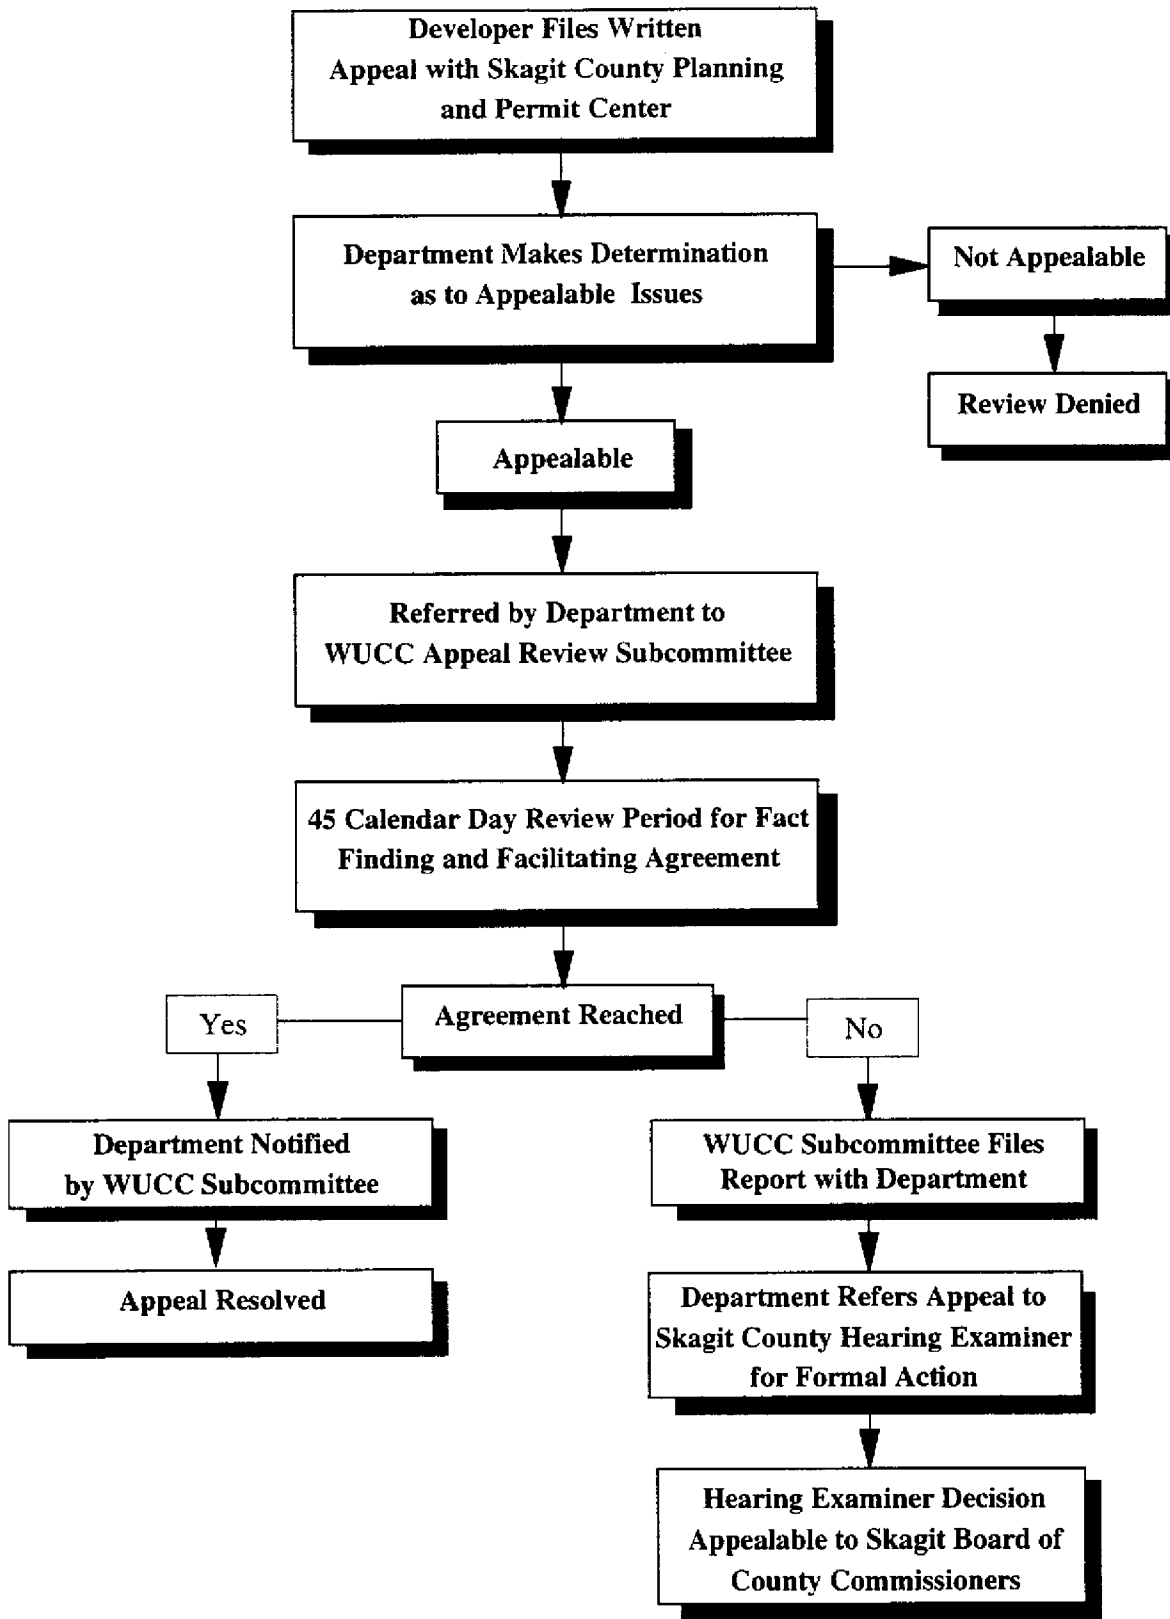 Developer Files Written
Appeal with Skagit County Planning
and Permit Center
Department Makes Determination
as to Appealable Issues
Not Appealable
Review Denied
Appealable
Referred by Department to
WUCC Appeal Review Subcommittee
45 Calendar Day Review Period for Fact
Finding and Facilitating Agreement
Agreement Reached
Yes
No
Department Notified
by WUCC Subcommittee
Appeal Resolved
WUCC Subcommittee Files
Report with Department
Department Refers Appeal to
Skagit County Hearing Examiner
for Formal Action
Hearing Examiner Decision
Appealable to Skagit Board of
County Commissioners